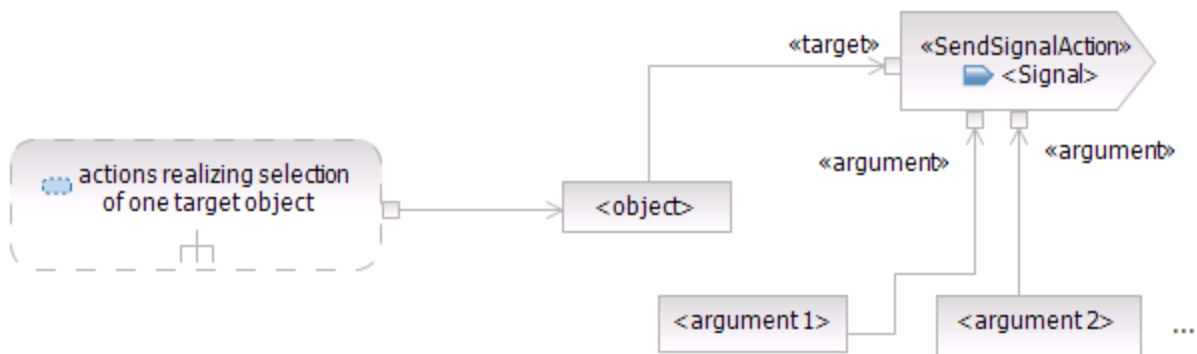 «target»
«SendSignalAction»
<Signal>
«argument»
«argument»
actions realizing selection
of one target object
<object>
<argument 1>
<argument 2>
...